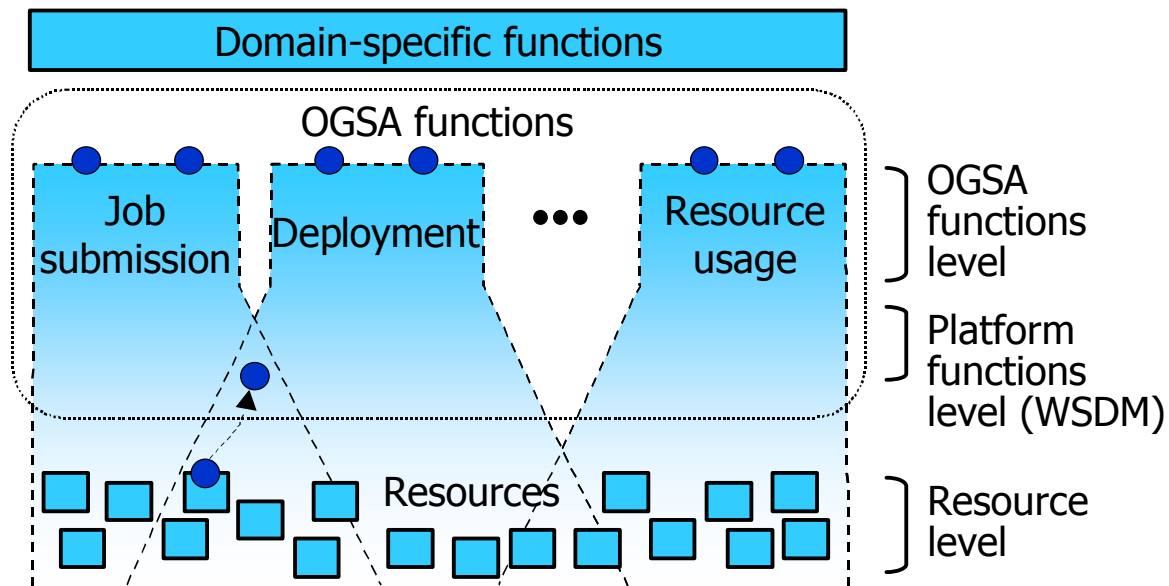 Domain-specific functions
OGSA functions
Job
submission
Deployment
•••
Resource
usage
OGSA
functions
level
Platform
functions
level (WSDM)
Resources
Resource
level